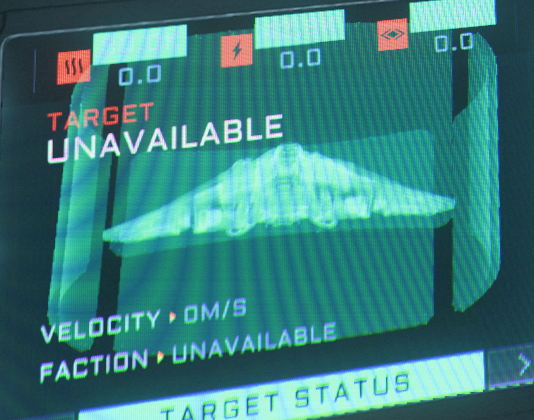 0.0
0.0
0.0
TARGET
UNAVAILABLE
VELOCITY ▸ 0M/S
FACTION ▸ UNAVAILABLE
TARGET STATUS